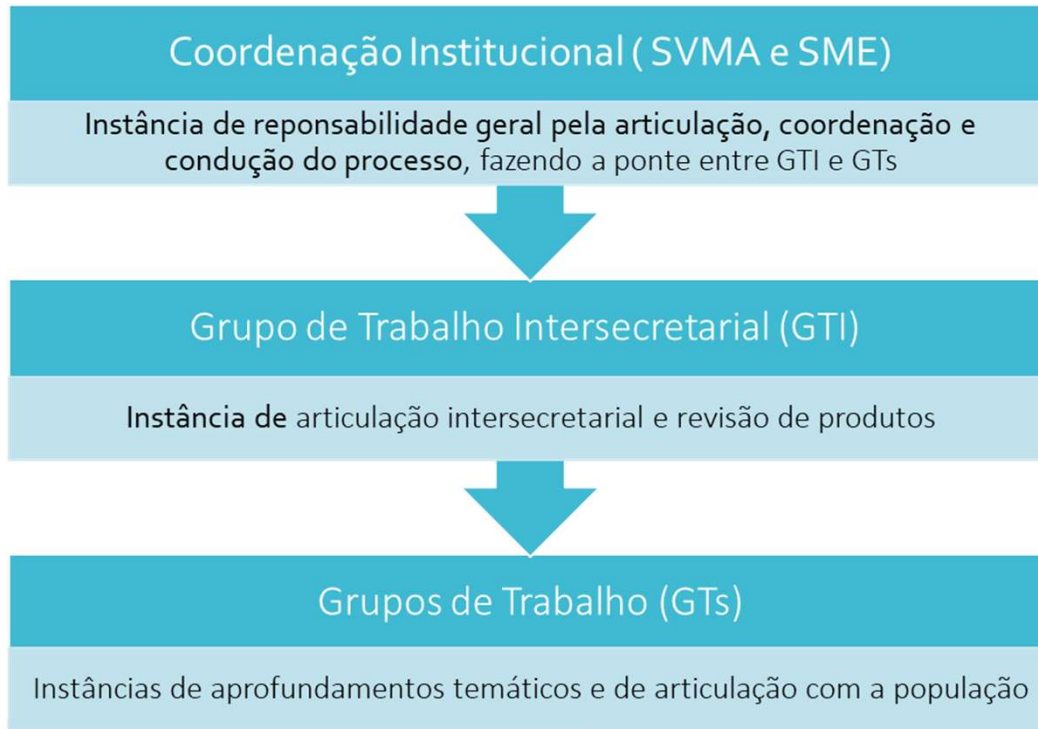 Coordenação Institucional ( SVMA e SME)
Instância de reponsabilidade geral pela articulação, coordenação e
condução do processo, fazendo a ponte entre GTI e GTs
Grupo de Trabalho Intersecretarial (GTI)
Instância de articulação intersecretarial e revisão de produtos
Grupos de Trabalho (GTs)
Instâncias de aprofundamentos temáticos e de articulação com a população